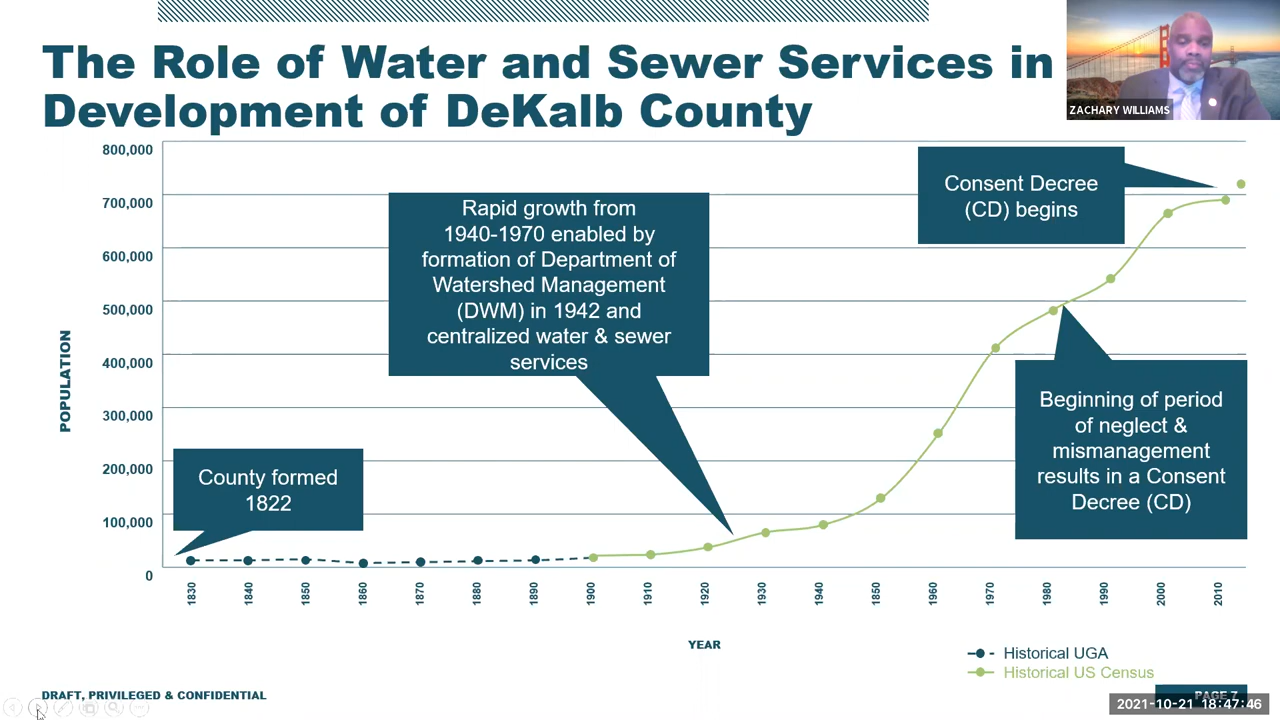 The Role of Water and Sewer Services in
Development of DeKalb County
ZACHARY WILLIAMS
800,000
700,000
600,000
500,000
400,000
300,000
200,000
100,000
0
POPULATION
County formed
1822
Rapid growth from
1940-1970 enabled by
formation of Department of
Watershed Management
(DWM) in 1942 and
centralized water & sewer
services
Consent Decree
(CD) begins
Beginning of period
of neglect &
mismanagement
results in a Consent
Decree (CD)
1830
1840
1850
1860
1870
1880
1890
1900
1910
1920
1930
1940
1850
1960
1970
1980
1990
2000
2010
YEAR
Historical UGA
Historical US Census
DRAFT, PRIVILEGED & CONFIDENTIAL
PAGE 7
2021-10-21 18:47:46